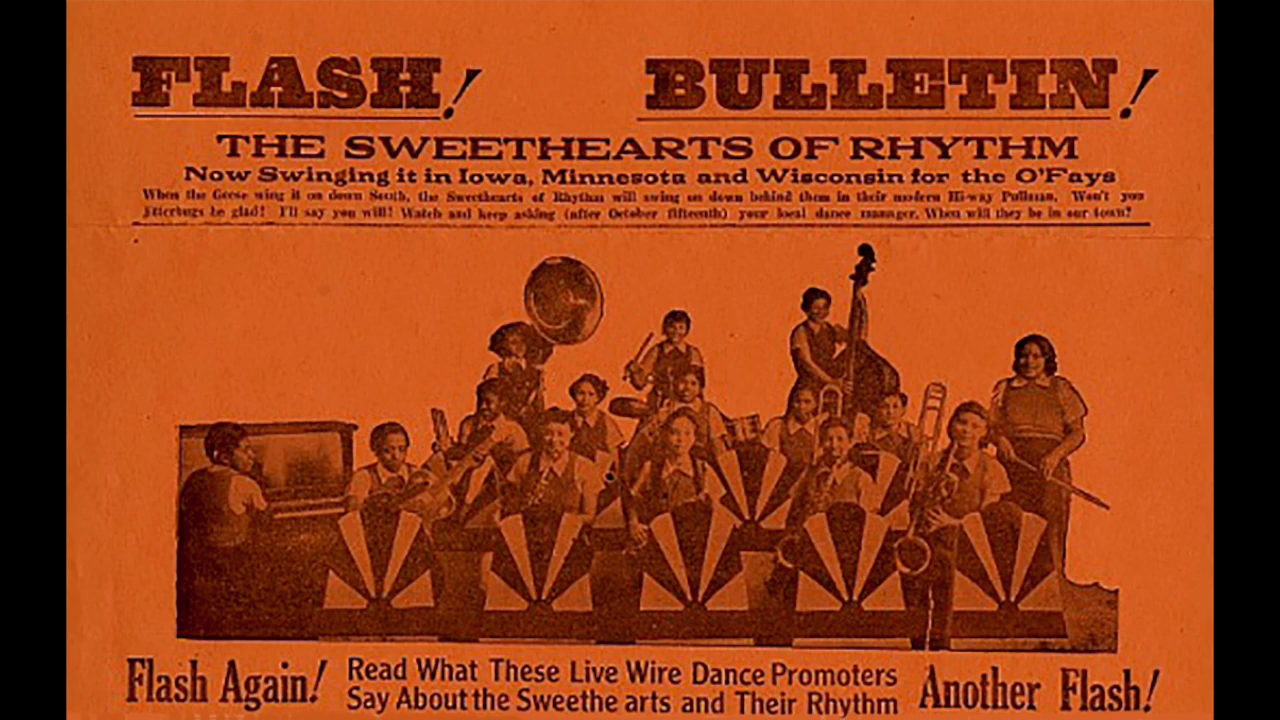 FLASH! BULLETIN!
THE SWEETHEARTS OF RHYTHM
Now Swinging it in Iowa, Minnesota and Wisconsin for the O'Fays
When the Geese wing it on down South, the Sweethearts of Rhythm will swing on down behind them in their modern Hi-way Pullman. Won't you
Jitterbugs be glad! I'll say you will! Watch and keep asking (after October fifteenth) your local dance manager, When will they be in our town?
Flash Again! Read What These Live Wire Dance Promoters Another Flash!
Say About the Sweethe arts and Their Rhythm